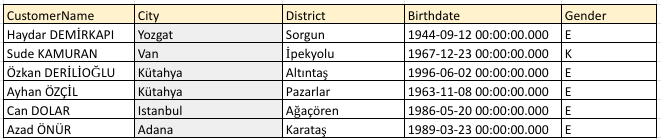 CustomerName City District Birthdate Gender
Haydar DEMİRKAPI Yozgat Sorgun 1944-09-12 00:00:00.000 E
Sude KAMURAN Van İpekyolu 1967-12-23 00:00:00.000 K
Özkan DERİLİOĞLU Kütahya Altıntaş 1996-06-02 00:00:00.000 E
Ayhan ÖZÇİL Kütahya Pazarlar 1963-11-08 00:00:00.000 E
Can DOLAR Istanbul Ağaçören 1986-05-20 00:00:00.000 E
Azad ÖNÜR Adana Karataş 1989-03-23 00:00:00.000 E